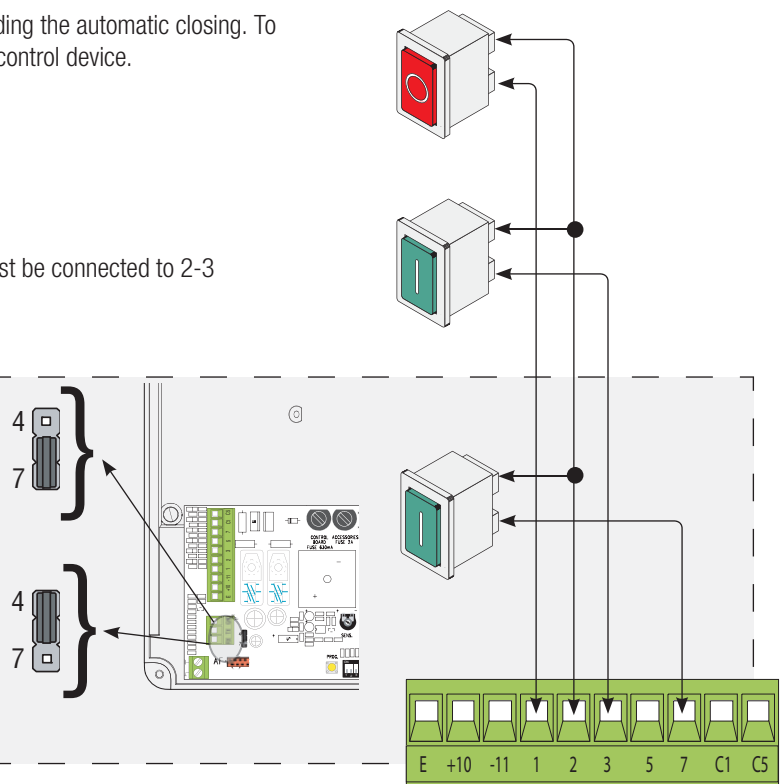 ding the automatic closing. To
control device.
st be connected to 2-3
4
7
4
7
CONTROL BOARD FUSE 630mA
ACCESSORIES FUSE 2A
SENS.
PROG.
E +10 -11 1 2 3 5 7 C1 C5